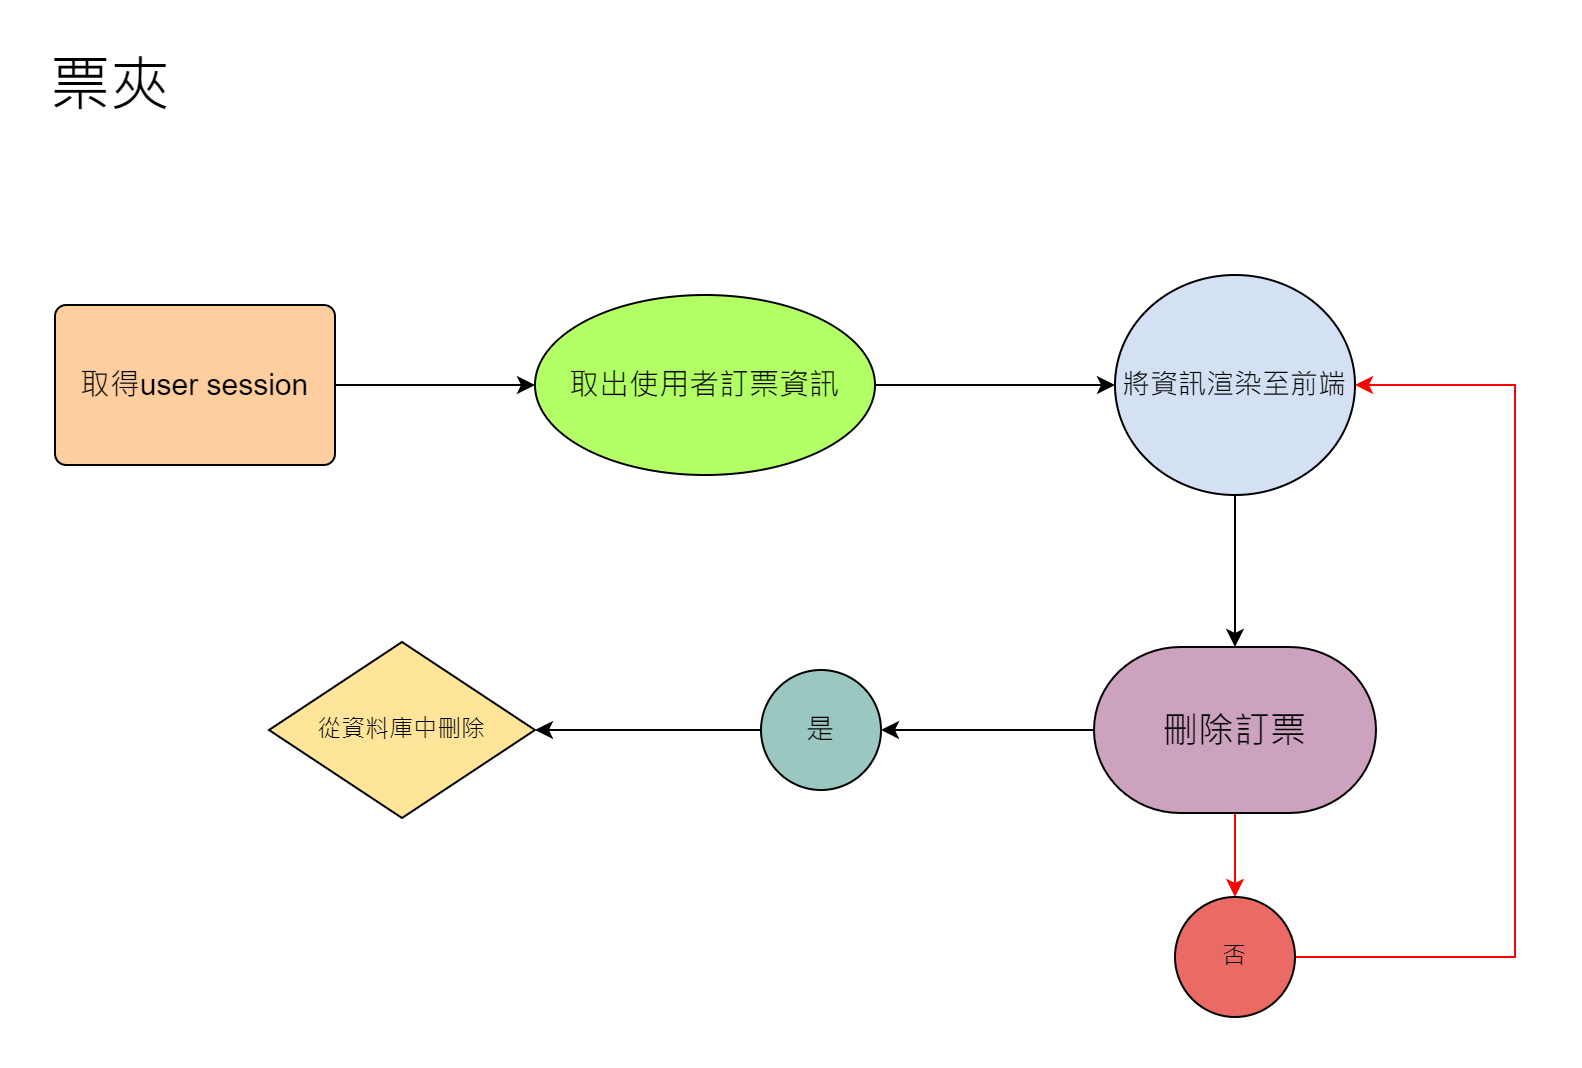 票夾
取得user session
取出使用者訂票資訊
將資訊渲染至前端
從資料庫中刪除
是
刪除訂票
否